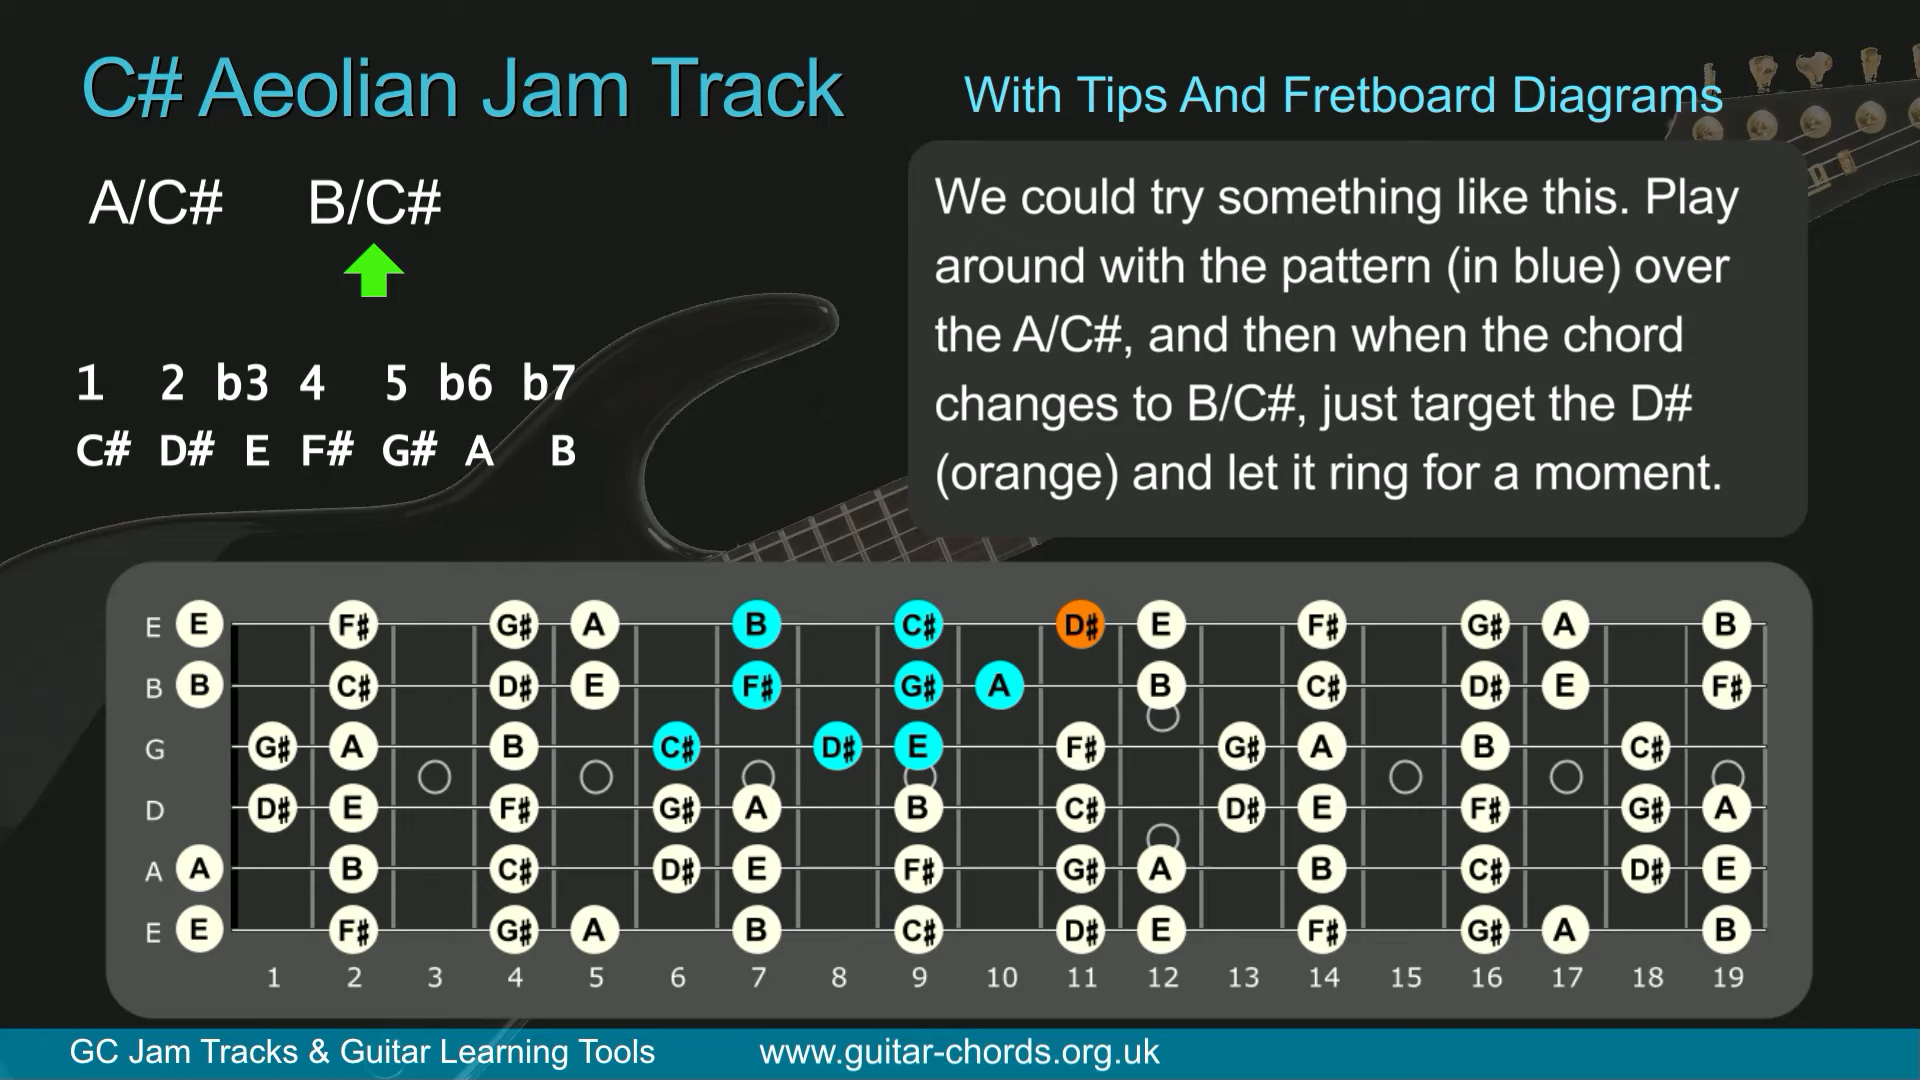 C# Aeolian Jam Track
With Tips And Fretboard Diagrams
A/C# B/C#
1 2 b3 4 5 b6 b7
C# D# E F# G# A B
We could try something like this. Play
around with the pattern (in blue) over
the A/C#, and then when the chord
changes to B/C#, just target the D#
(orange) and let it ring for a moment.
E E F# G# A B C# D# E F# G# A B
B B C# D# E F# G# A B C# D# E F#
G G# A B C# D# E F# G# A B C#
D D# E F# G# A B C# D# E F# G# A
A A B C# D# E F# G# A B C# D# E
E E F# G# A B C# D# E F# G# A B
1 2 3 4 5 6 7 8 9 10 11 12 13 14 15 16 17 18 19
GC Jam Tracks & Guitar Learning Tools www.guitar-chords.org.uk